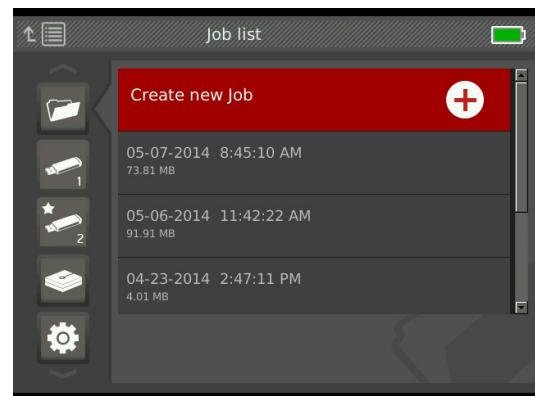 Job list
Create new Job
05-07-2014 8:45:10 AM
73.81 MB
1
05-06-2014 11:42:22 AM
91.91 MB
2
04-23-2014 2:47:11 PM
4.01 MB